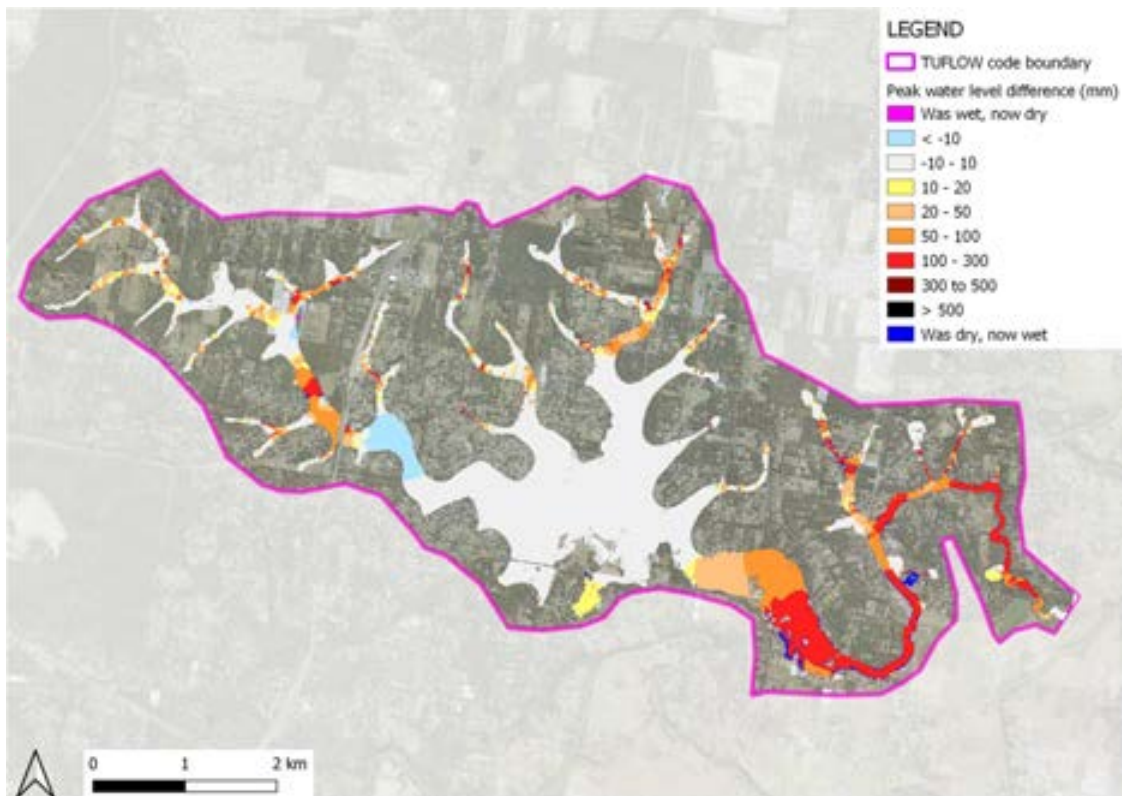 LEGEND
TUFLOW code boundary
Peak water level difference (mm)
Was wet, now dry
< -10
-10 - 10
10 - 20
20 - 50
50 - 100
100 - 300
300 to 500
> 500
Was dry, now wet
0 1 2 km